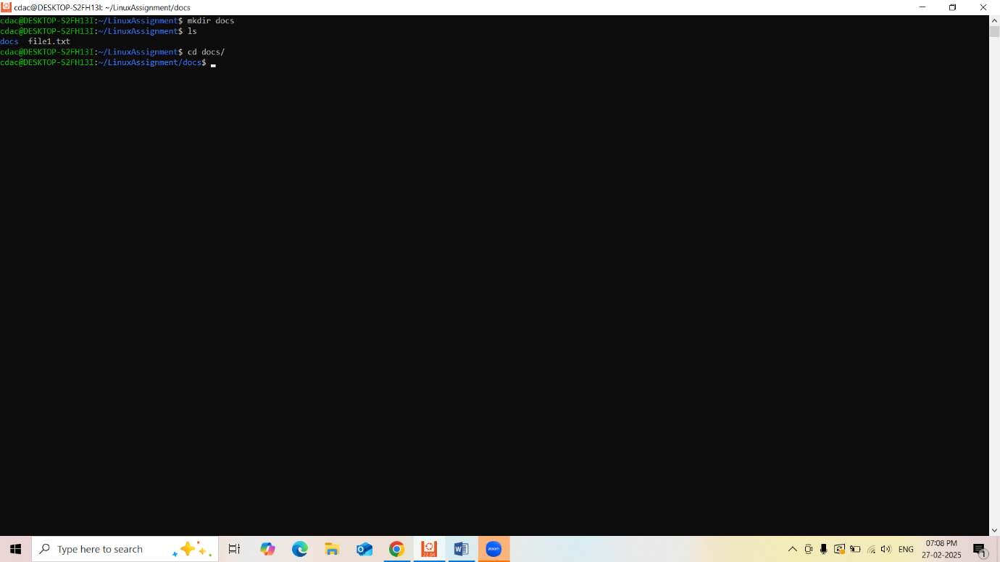 cdac@DESKTOP-S2FH13I: ~/LinuxAssignment/docs
cdac@DESKTOP-S2FH13I:~/LinuxAssignment$ mkdir docs
cdac@DESKTOP-S2FH13I:~/LinuxAssignment$ ls
docs  file1.txt
cdac@DESKTOP-S2FH13I:~/LinuxAssignment$ cd docs/
cdac@DESKTOP-S2FH13I:~/LinuxAssignment/docs$
Type here to search
22.04
zoom
ENG
07:08 PM
27-02-2025
1